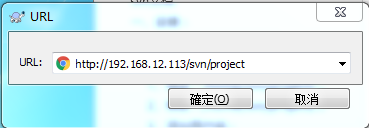 URL
URL: http://192.168.12.113/svn/project
確定(O) 取消